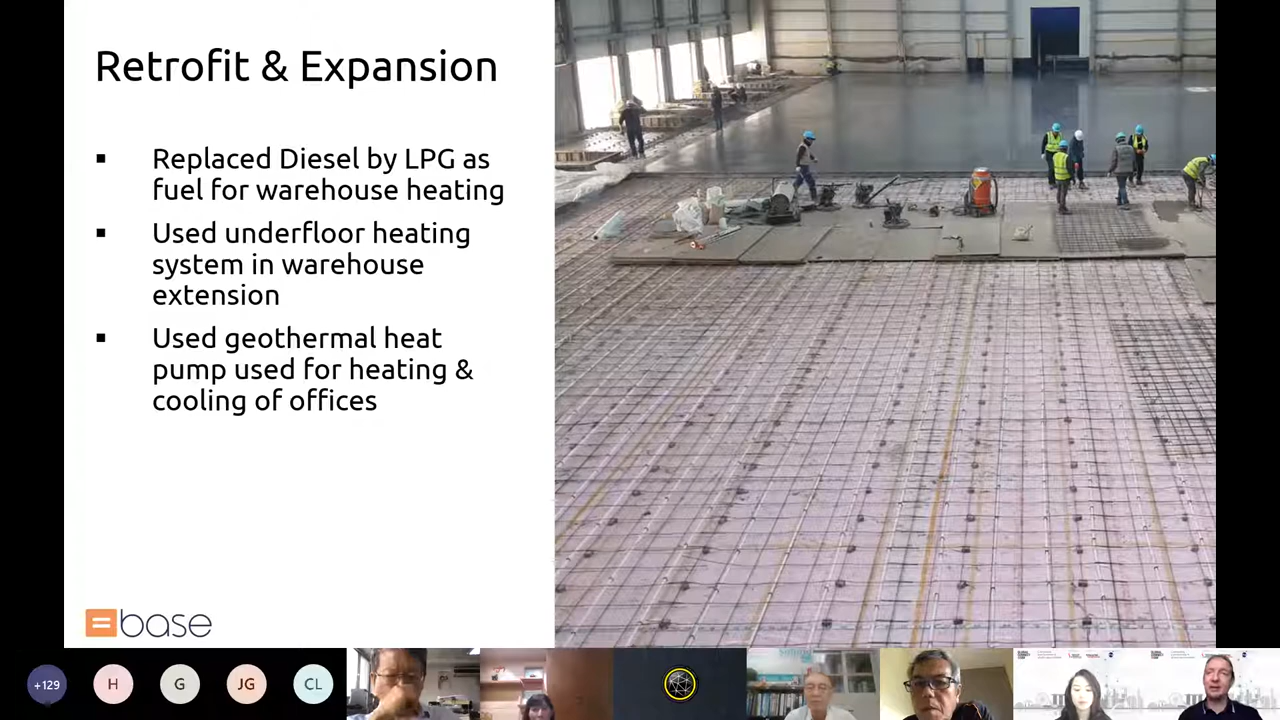 Retrofit & Expansion
▪ Replaced Diesel by LPG as
fuel for warehouse heating
▪ Used underfloor heating
system in warehouse
extension
▪ Used geothermal heat
pump used for heating &
cooling of offices
=base
+129
H
G
JG
CL